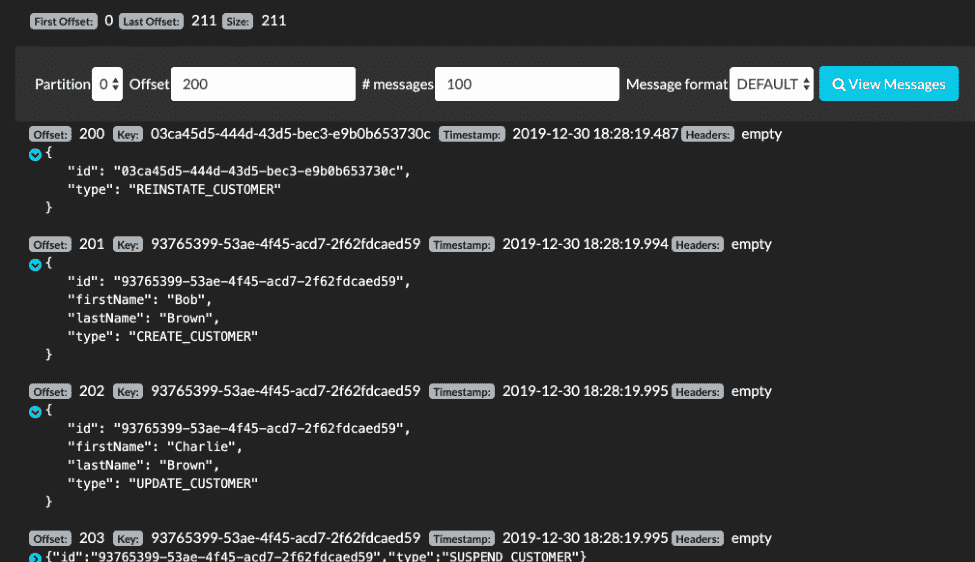 First Offset: 0 Last Offset: 211 Size: 211
Partition 0 Offset 200 # messages 100 Message format DEFAULT View Messages
Offset: 200 Key: 03ca45d5-444d-43d5-bec3-e9b0b653730c Timestamp: 2019-12-30 18:28:19.487 Headers: empty
{
"id": "03ca45d5-444d-43d5-bec3-e9b0b653730c",
"type": "REINSTATE_CUSTOMER"
}
Offset: 201 Key: 93765399-53ae-4f45-acd7-2f62fdcaed59 Timestamp: 2019-12-30 18:28:19.994 Headers: empty
{
"id": "93765399-53ae-4f45-acd7-2f62fdcaed59",
"firstName": "Bob",
"lastName": "Brown",
"type": "CREATE_CUSTOMER"
}
Offset: 202 Key: 93765399-53ae-4f45-acd7-2f62fdcaed59 Timestamp: 2019-12-30 18:28:19.995 Headers: empty
{
"id": "93765399-53ae-4f45-acd7-2f62fdcaed59",
"firstName": "Charlie",
"lastName": "Brown",
"type": "UPDATE_CUSTOMER"
}
Offset: 203 Key: 93765399-53ae-4f45-acd7-2f62fdcaed59 Timestamp: 2019-12-30 18:28:19.995 Headers: empty
{"id":"93765399-53ae-4f45-acd7-2f62fdcaed59","type":"SUSPEND_CUSTOMER"}